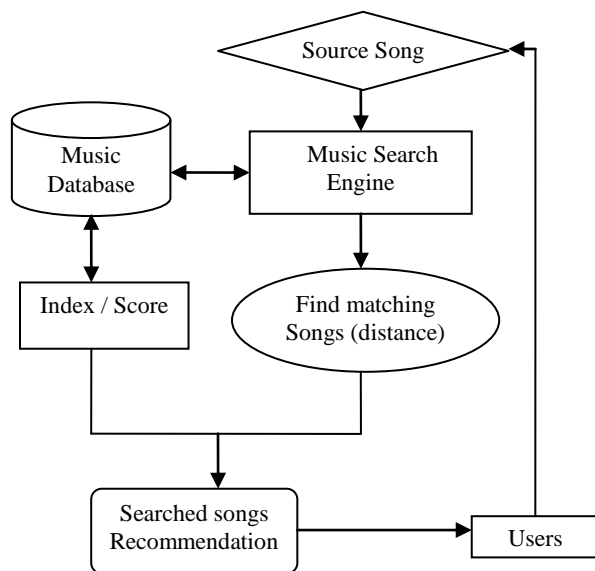 Source Song
Music
Database
Music Search
Engine
Index / Score
Find matching
Songs (distance)
Searched songs
Recommendation
Users